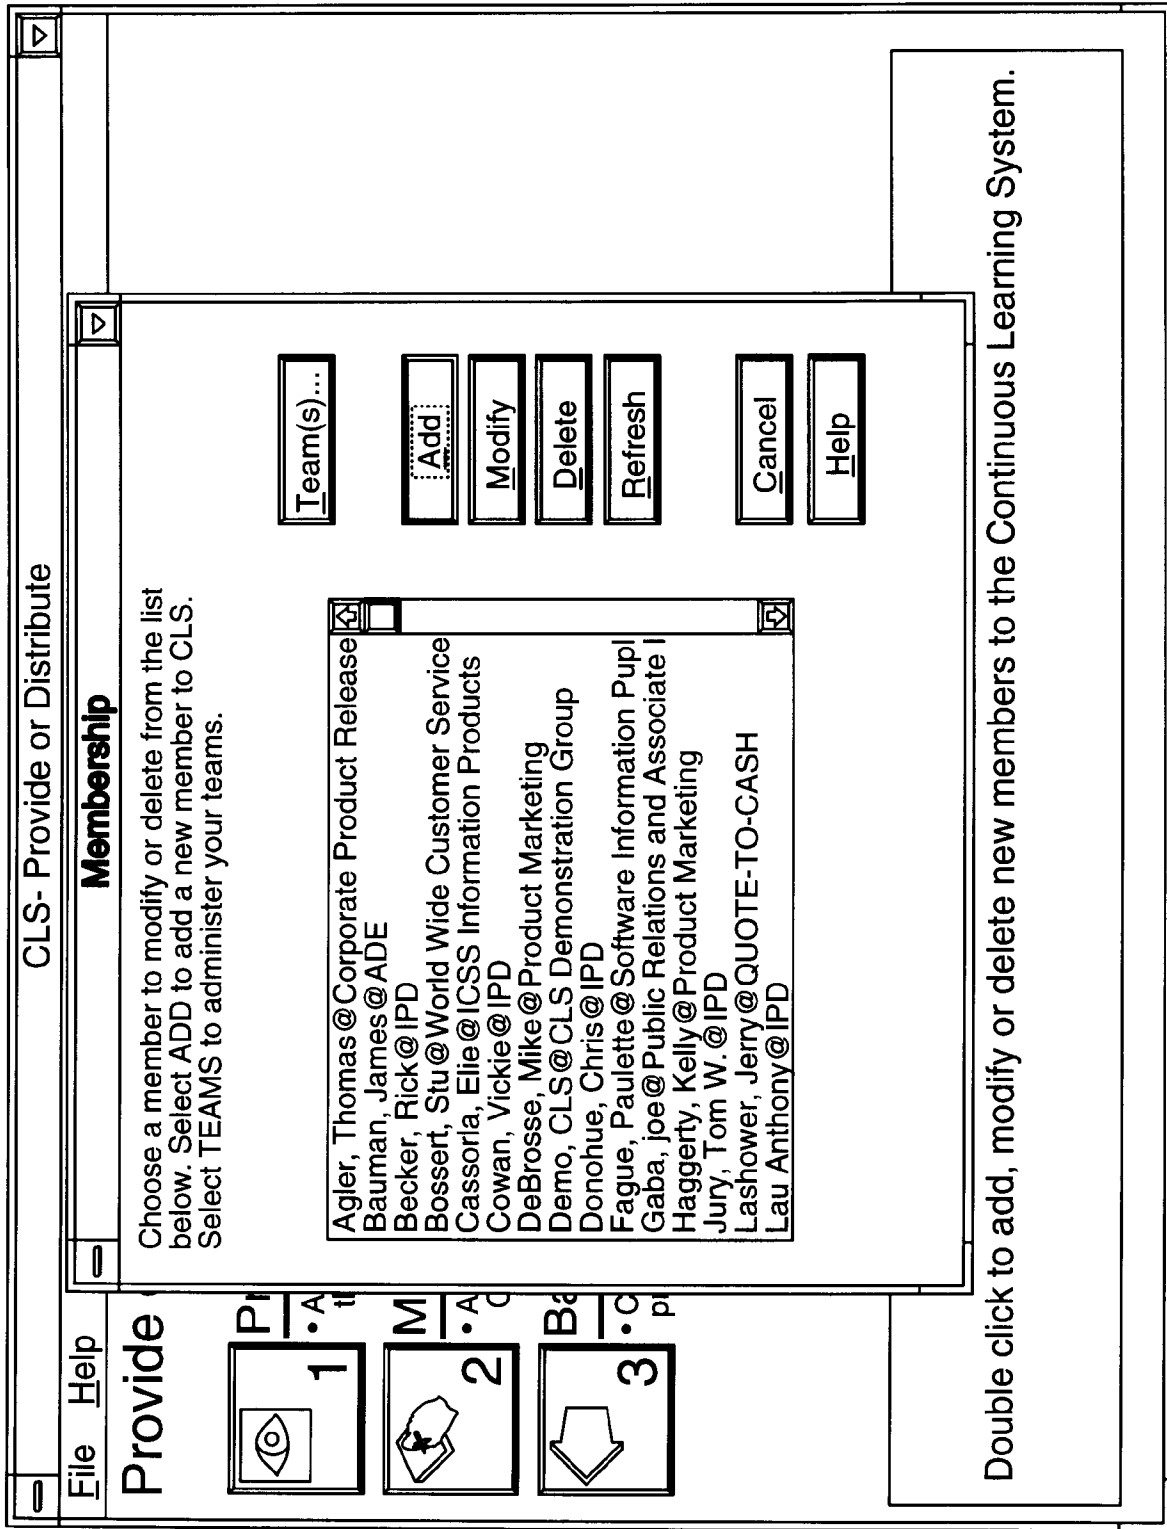 CLS- Provide or Distribute
File Help
Provide
1
Pr
• A
th
2
M
• A
C
3
Ba
• C
pr
Membership
Choose a member to modify or delete from the list
below. Select ADD to add a new member to CLS.
Select TEAMS to administer your teams.
Agler, Thomas@Corporate Product Release
Bauman, James@ADE
Becker, Rick@IPD
Bossert, Stu@World Wide Customer Service
Cassorla, Elie@ICSS Information Products
Cowan, Vickie@IPD
DeBrosse, Mike@Product Marketing
Demo, CLS@CLS Demonstration Group
Donohue, Chris@IPD
Fague, Paulette@Software Information Pupl
Gaba, joe@Public Relations and Associate I
Haggerty, Kelly@Product Marketing
Jury, Tom W.@IPD
Lashower, Jerry@QUOTE-TO-CASH
Lau Anthony@IPD
Team(s)...
Add
Modify
Delete
Refresh
Cancel
Help
Double click to add, modify or delete new members to the Continuous Learning System.